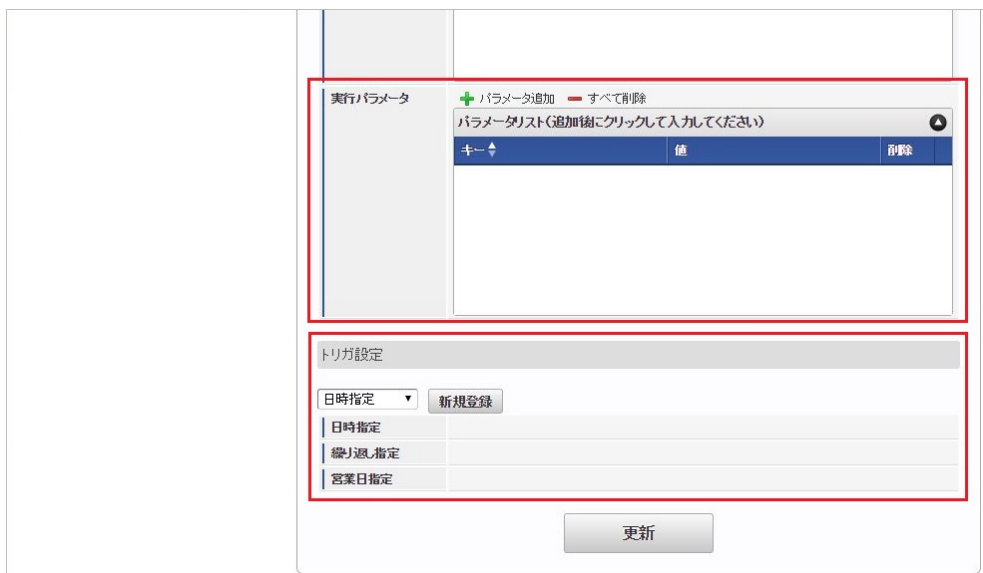 実行パラメータ
パラメータ追加 すべて削除
パラメータリスト(追加後にクリックして入力してください)
キー 値 削除
トリガ設定
日時指定 新規登録
日時指定
繰り返し指定
営業日指定
更新